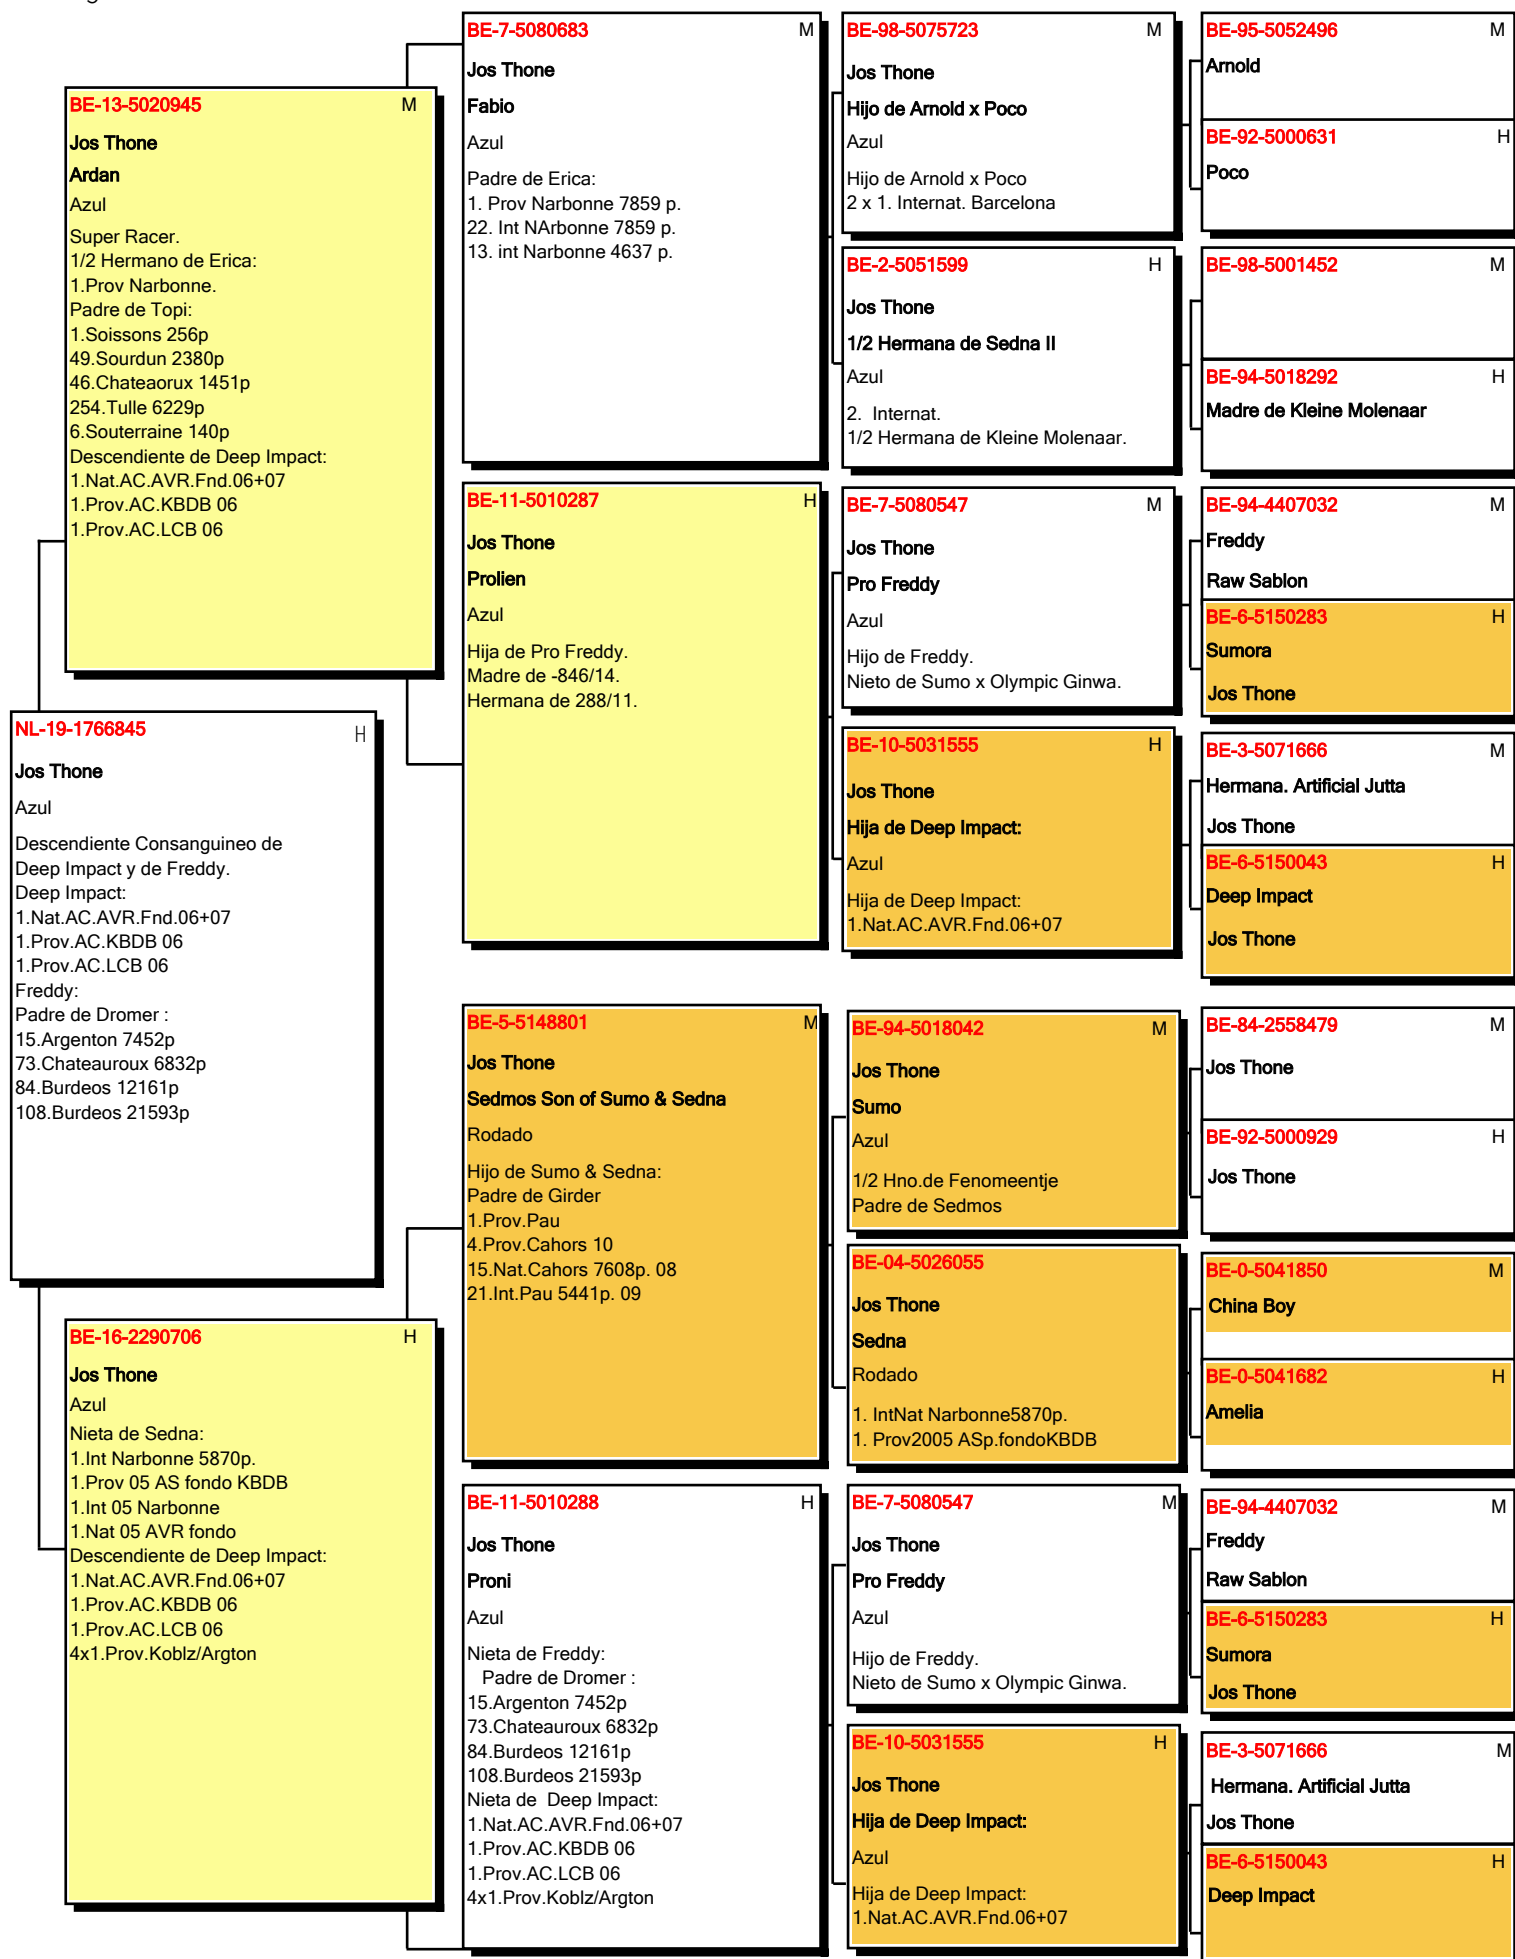 NL-19-1766845 H
Jos Thone
Azul
Descendiente Consanguineo de
Deep Impact y de Freddy.
Deep Impact:
1.Nat.AC.AVR.Fnd.06+07
1.Prov.AC.KBDB 06
1.Prov.AC.LCB 06
Freddy:
Padre de Dromer :
15.Argenton 7452p
73.Chateauroux 6832p
84.Burdeos 12161p
108.Burdeos 21593p
BE-13-5020945 M
Jos Thone
Ardan
Azul
Super Racer.
1/2 Hermano de Erica:
1.Prov Narbonne.
Padre de Topi:
1.Soissons 256p
49.Sourdun 2380p
46.Chateaorux 1451p
254.Tulle 6229p
6.Souterraine 140p
Descendiente de Deep Impact:
1.Nat.AC.AVR.Fnd.06+07
1.Prov.AC.KBDB 06
1.Prov.AC.LCB 06
BE-16-2290706 H
Jos Thone
Azul
Nieta de Sedna:
1.Int Narbonne 5870p.
1.Prov 05 AS fondo KBDB
1.Int 05 Narbonne
1.Nat 05 AVR fondo
Descendiente de Deep Impact:
1.Nat.AC.AVR.Fnd.06+07
1.Prov.AC.KBDB 06
1.Prov.AC.LCB 06
4x1.Prov.Koblz/Argton
BE-7-5080683 M
Jos Thone
Fabio
Azul
Padre de Erica:
1. Prov Narbonne 7859 p.
22. Int NArbonne 7859 p.
13. int Narbonne 4637 p.
BE-11-5010287 H
Jos Thone
Prolien
Azul
Hija de Pro Freddy.
Madre de -846/14.
Hermana de 288/11.
BE-5-5148801 M
Jos Thone
Sedmos Son of Sumo & Sedna
Rodado
Hijo de Sumo & Sedna:
Padre de Girder
1.Prov.Pau
4.Prov.Cahors 10
15.Nat.Cahors 7608p. 08
21.Int.Pau 5441p. 09
BE-11-5010288 H
Jos Thone
Proni
Azul
Nieta de Freddy:
Padre de Dromer :
15.Argenton 7452p
73.Chateauroux 6832p
84.Burdeos 12161p
108.Burdeos 21593p
Nieta de Deep Impact:
1.Nat.AC.AVR.Fnd.06+07
1.Prov.AC.KBDB 06
1.Prov.AC.LCB 06
4x1.Prov.Koblz/Argton
BE-98-5075723 M
Jos Thone
Hijo de Arnold x Poco
Azul
Hijo de Arnold x Poco
2 x 1. Internat. Barcelona
BE-2-5051599 H
Jos Thone
1/2 Hermana de Sedna II
Azul
2. Internat.
1/2 Hermana de Kleine Molenaar.
BE-7-5080547 M
Jos Thone
Pro Freddy
Azul
Hijo de Freddy.
Nieto de Sumo x Olympic Ginwa.
BE-10-5031555 H
Jos Thone
Hija de Deep Impact:
Azul
Hija de Deep Impact:
1.Nat.AC.AVR.Fnd.06+07
BE-94-5018042 M
Jos Thone
Sumo
Azul
1/2 Hno.de Fenomeentje
Padre de Sedmos
BE-04-5026055
Jos Thone
Sedna
Rodado
1. IntNat Narbonne5870p.
1. Prov2005 ASp.fondoKBDB
BE-7-5080547 M
Jos Thone
Pro Freddy
Azul
Hijo de Freddy.
Nieto de Sumo x Olympic Ginwa.
BE-10-5031555 H
Jos Thone
Hija de Deep Impact:
Azul
Hija de Deep Impact:
1.Nat.AC.AVR.Fnd.06+07
BE-95-5052496 M
Arnold
BE-92-5000631 H
Poco
BE-98-5001452 M
BE-94-5018292 H
Madre de Kleine Molenaar
BE-94-4407032 M
Freddy
Raw Sablon
BE-6-5150283 H
Sumora
Jos Thone
BE-3-5071666 M
Hermana. Artificial Jutta
Jos Thone
BE-6-5150043 H
Deep Impact
Jos Thone
BE-84-2558479 M
Jos Thone
BE-92-5000929 H
Jos Thone
BE-0-5041850 M
China Boy
BE-0-5041682 H
Amelia
BE-94-4407032 M
Freddy
Raw Sablon
BE-6-5150283 H
Sumora
Jos Thone
BE-3-5071666 M
Hermana. Artificial Jutta
Jos Thone
BE-6-5150043 H
Deep Impact